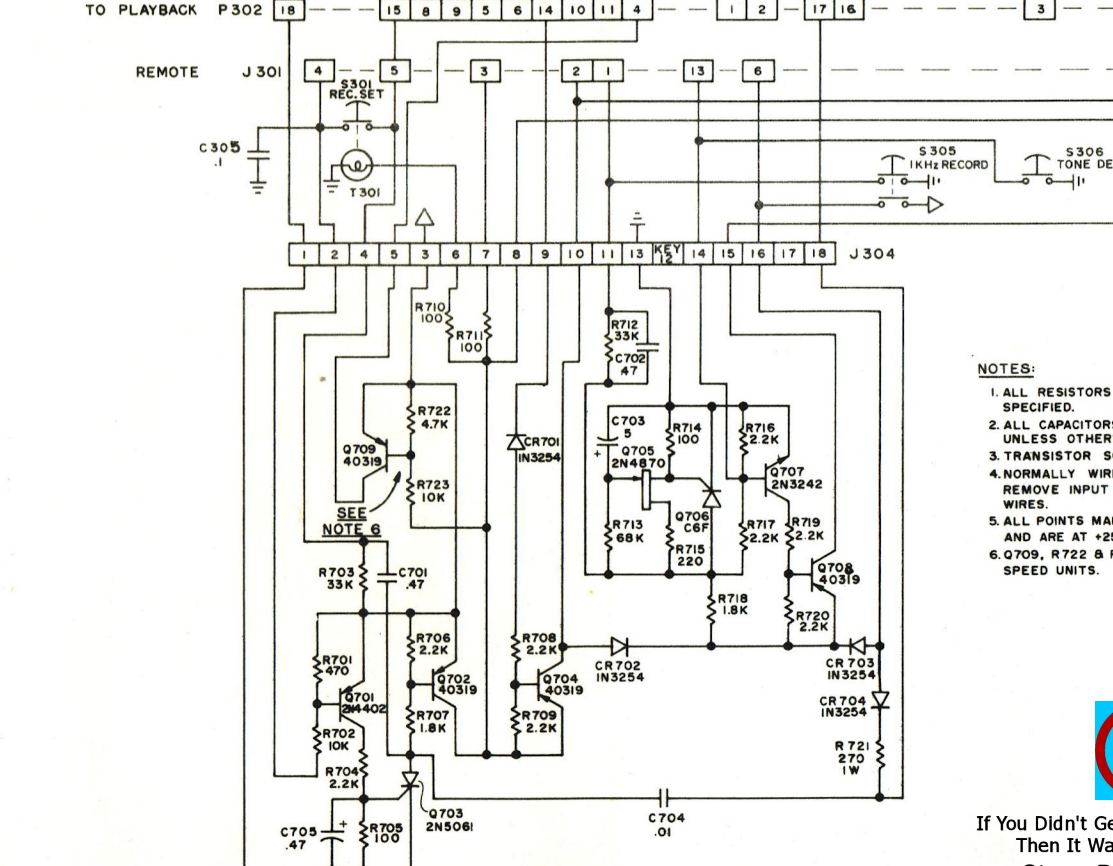 TO PLAYBACK P302 18 15 8 9 5 6 14 10 11 4 1 2 17 16 3
REMOTE J301 4 5 3 2 1 13 6
S301
REC. SET
C305
.1
T301
S305
1KHz RECORD
S306
TONE DE
1 2 4 5 3 6 7 8 9 10 11 13 KEY 12 14 15 16 17 18 J304
R710
100
R711
100
R712
33K
C702
.47
R722
4.7K
Q709
40319
R723
10K
SEE
NOTE 6
CR701
1N3254
C703
5
+
R714
100
Q705
2N4870
R716
2.2K
Q707
2N3242
Q706
C6F
R713
68K
R715
220
R717
2.2K
R719
2.2K
Q708
40319
R718
1.8K
R720
2.2K
R703
33K
C701
.47
R701
470
R706
2.2K
R708
2.2K
Q701
2N4402
Q702
40319
Q704
40319
R702
10K
R707
1.8K
R709
2.2K
R704
2.2K
CR702
1N3254
CR703
1N3254
CR704
1N3254
R721
270
1W
Q703
2N5061
C704
.01
C705
.47
+
R705
100
NOTES:
1. ALL RESISTORS
SPECIFIED.
2. ALL CAPACITORS
UNLESS OTHER
3. TRANSISTOR S
4. NORMALLY WIR
REMOVE INPUT
WIRES.
5. ALL POINTS MA
AND ARE AT +2
6. Q709, R722 &
SPEED UNITS.
If You Didn't Ge
Then It Wa